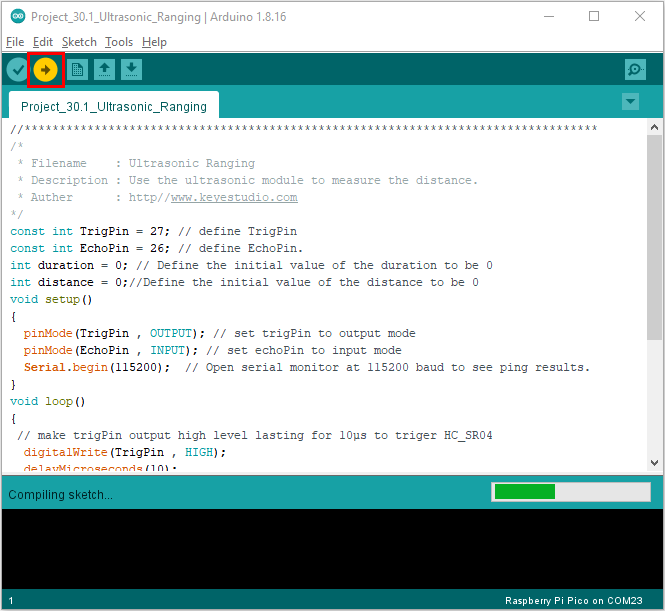 Project_30.1_Ultrasonic_Ranging | Arduino 1.8.16
File Edit Sketch Tools Help
Project_30.1_Ultrasonic_Ranging
//**********************************************************************************
/*
 * Filename    : Ultrasonic Ranging
 * Description : Use the ultrasonic module to measure the distance.
 * Auther      : http//www.keyestudio.com
*/
const int TrigPin = 27; // define TrigPin
const int EchoPin = 26; // define EchoPin.
int duration = 0; // Define the initial value of the duration to be 0
int distance = 0;//Define the initial value of the distance to be 0
void setup()
{
  pinMode(TrigPin , OUTPUT); // set trigPin to output mode
  pinMode(EchoPin , INPUT); // set echoPin to input mode
  Serial.begin(115200);  // Open serial monitor at 115200 baud to see ping results.
}
void loop()
{
 // make trigPin output high level lasting for 10μs to triger HC_SR04
  digitalWrite(TrigPin , HIGH);
  delayMicroseconds(10);
Compiling sketch...
1
Raspberry Pi Pico on COM23